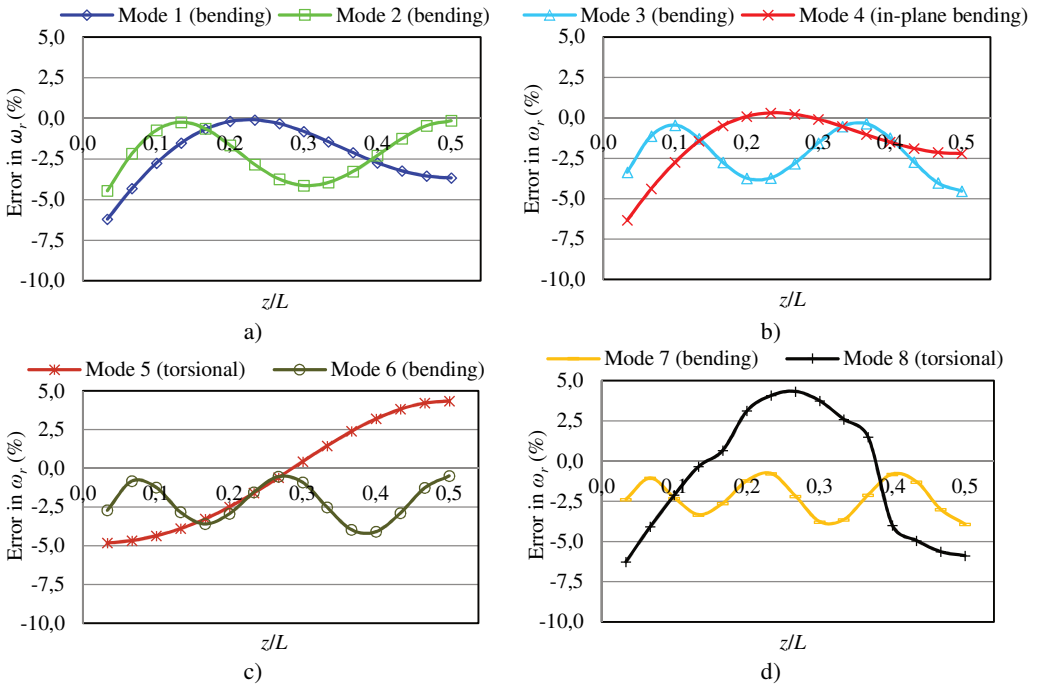 Mode 1 (bending) Mode 2 (bending)
5,0
2,5
0,0
-2,5
-5,0
-7,5
-10,0
0,0 0,1 0,2 0,3 0,4 0,5
Error in ωr (%)
z/L
a)
Mode 3 (bending) Mode 4 (in-plane bending)
5,0
2,5
0,0
-2,5
-5,0
-7,5
-10,0
0,0 0,1 0,2 0,3 0,4 0,5
Error in ωr (%)
z/L
b)
Mode 5 (torsional) Mode 6 (bending)
5,0
2,5
0,0
-2,5
-5,0
-7,5
-10,0
0,0 0,1 0,2 0,3 0,4 0,5
Error in ωr (%)
z/L
c)
Mode 7 (bending) Mode 8 (torsional)
5,0
2,5
0,0
-2,5
-5,0
-7,5
-10,0
0,0 0,1 0,2 0,3 0,4 0,5
Error in ωr (%)
z/L
d)